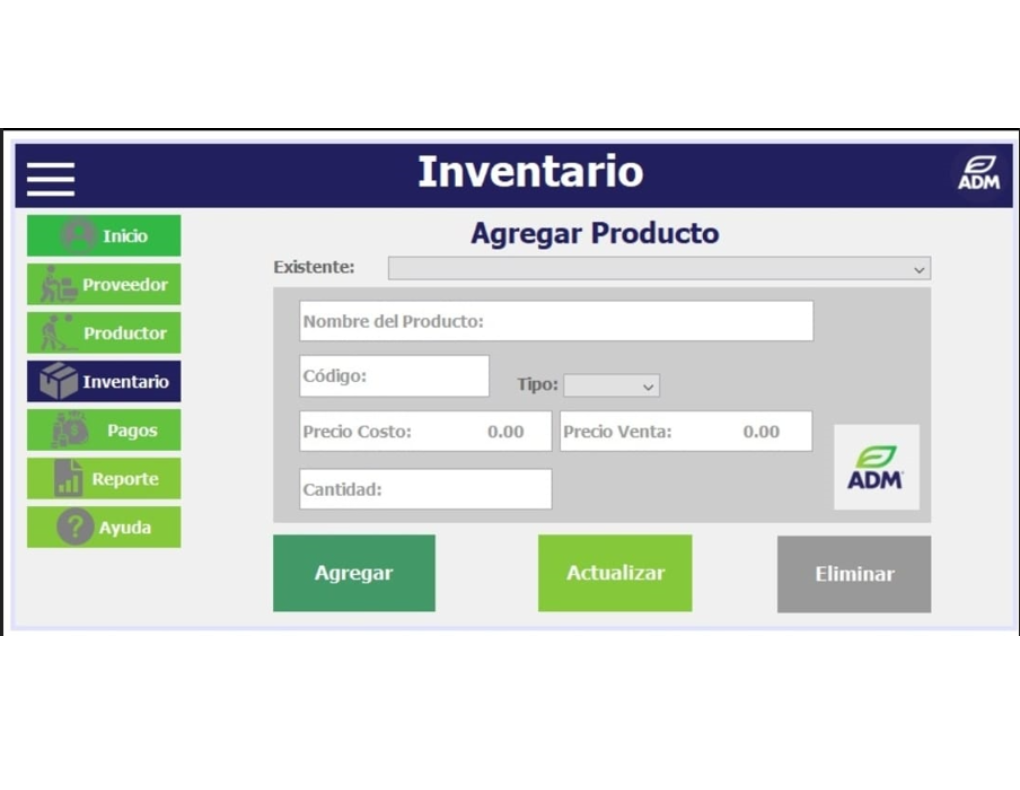 Inventario
ADM
Inicio
Proveedor
Productor
Inventario
Pagos
Reporte
? Ayuda
Agregar Producto
Existente:
Nombre del Producto:
Código:
Tipo:
Precio Costo: 0.00
Precio Venta: 0.00
Cantidad:
ADM
Agregar
Actualizar
Eliminar